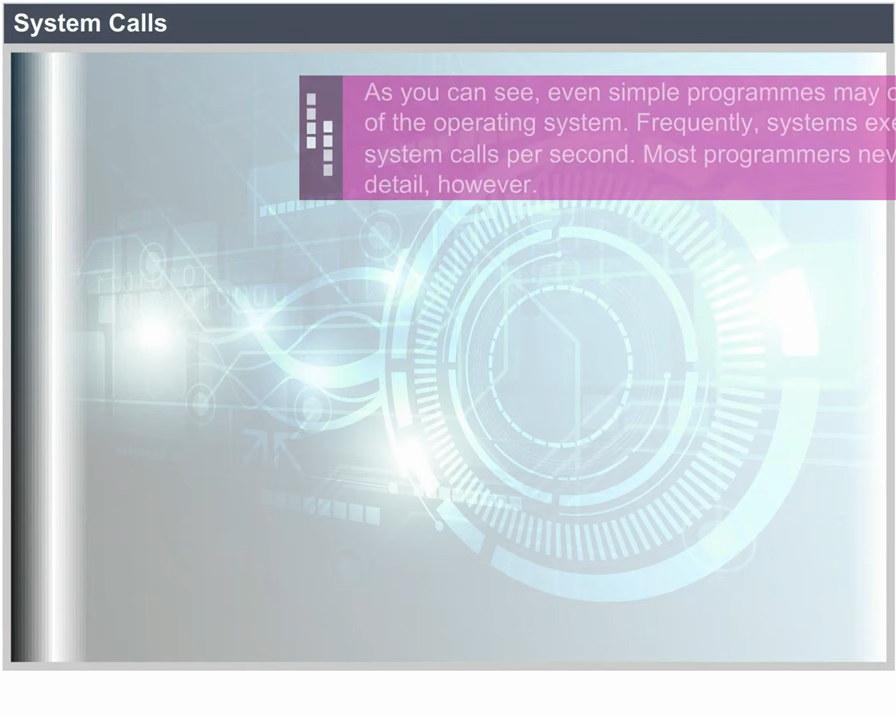 System Calls
As you can see, even simple programmes may
of the operating system. Frequently, systems
system calls per second. Most programmers
detail, however.